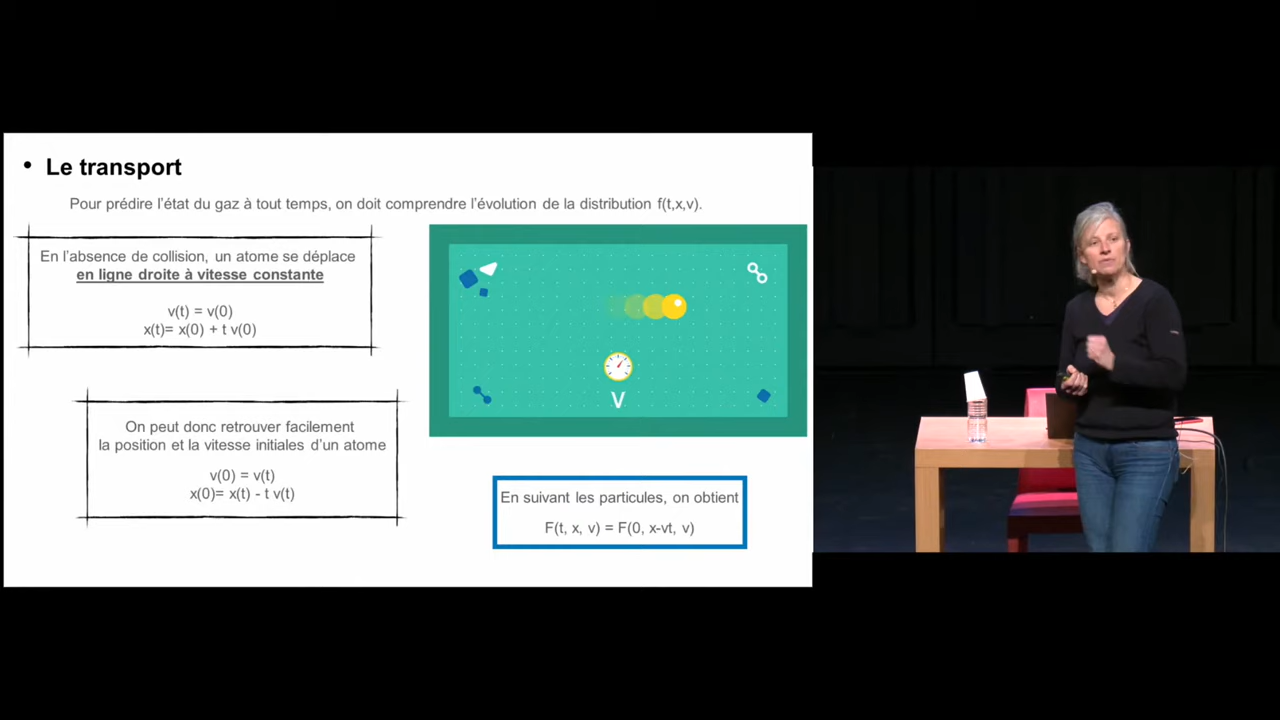 • Le transport
Pour prédire l'état du gaz à tout temps, on doit comprendre l'évolution de la distribution f(t,x,v).
En l'absence de collision, un atome se déplace
en ligne droite à vitesse constante
v(t) = v(0)
x(t)= x(0) + t v(0)
V
On peut donc retrouver facilement
la position et la vitesse initiales d'un atome
v(0) = v(t)
x(0)= x(t) - t v(t)
En suivant les particules, on obtient
F(t, x, v) = F(0, x-vt, v)